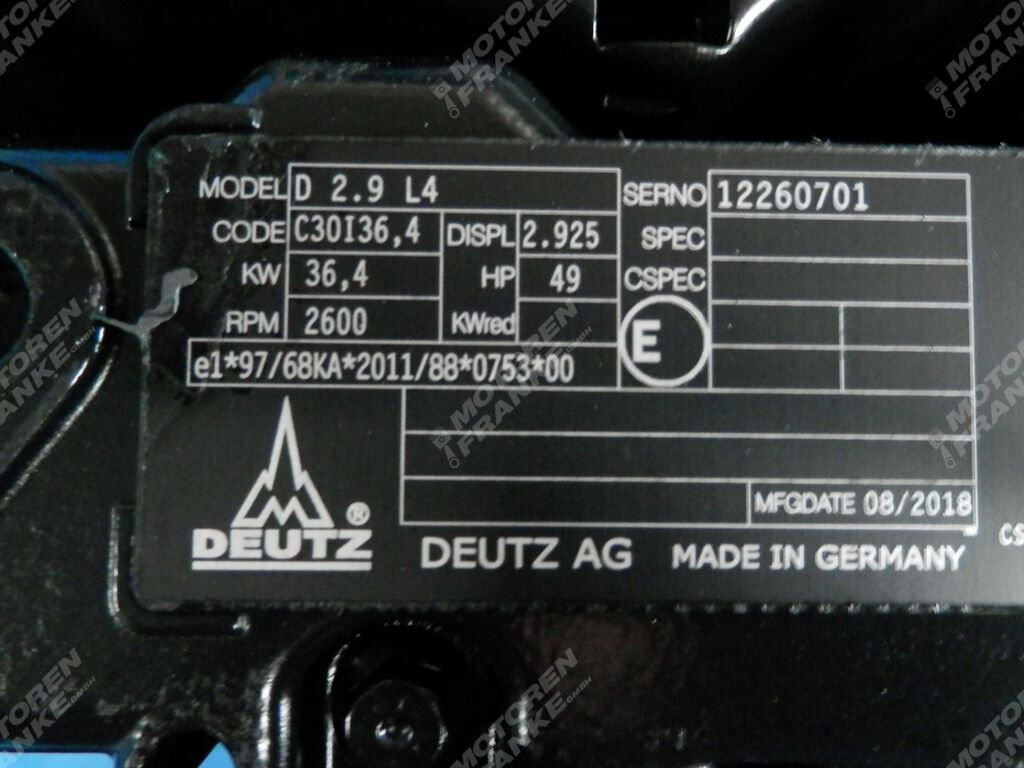 MODEL D 2.9 L4 SERNO 12260701
CODE C30I36,4 DISPL 2.925 SPEC
KW 36,4 HP 49 CSPEC
RPM 2600 KWred E
e1*97/68KA*2011/88*0753*00
MFGDATE 08/2018
DEUTZ®
DEUTZ AG MADE IN GERMANY
CS
MOTOREN
FRANKE GMBH